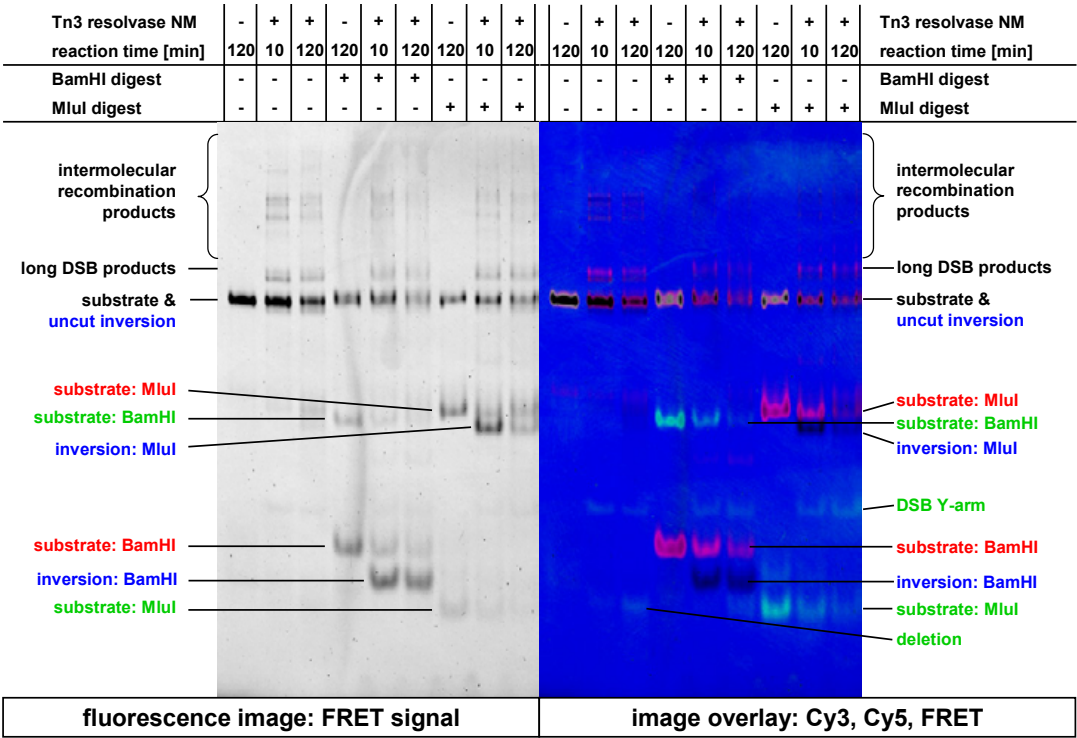 Tn3 resolvase NM - + + - + + - + + - + + - + + - + + Tn3 resolvase NM
reaction time [min] 120 10 120 120 10 120 120 10 120 120 10 120 120 10 120 120 10 120 reaction time [min]
BamHI digest - - - + + + - - - - - - + + + - - - BamHI digest
MluI digest - - - - - - + + + - - - - - - + + + MluI digest
intermolecular
recombination
products
long DSB products
substrate &
uncut inversion
substrate: MluI
substrate: BamHI
inversion: MluI
substrate: BamHI
inversion: BamHI
substrate: MluI
intermolecular
recombination
products
long DSB products
substrate &
uncut inversion
substrate: MluI
substrate: BamHI
inversion: MluI
DSB Y-arm
substrate: BamHI
inversion: BamHI
substrate: MluI
deletion
fluorescence image: FRET signal
image overlay: Cy3, Cy5, FRET